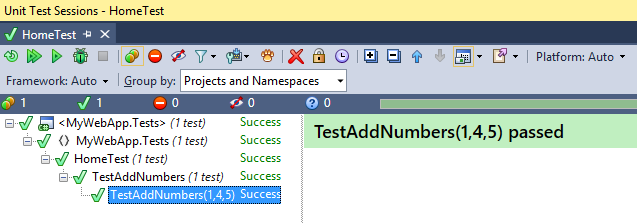 Unit Test Sessions - HomeTest
HomeTest
Platform: Auto
Framework: Auto Group by: Projects and Namespaces
1 1 0 0 0
<MyWebApp.Tests> (1 test) Success
MyWebApp.Tests (1 test) Success
HomeTest (1 test) Success
TestAddNumbers (1 test) Success
TestAddNumbers(1,4,5) Success
TestAddNumbers(1,4,5) passed